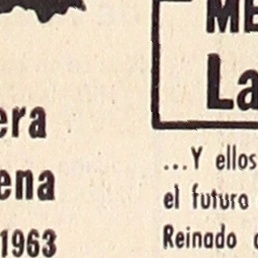 ME
La
era
ena
1963
...Y ellos
el futuro
Reinado